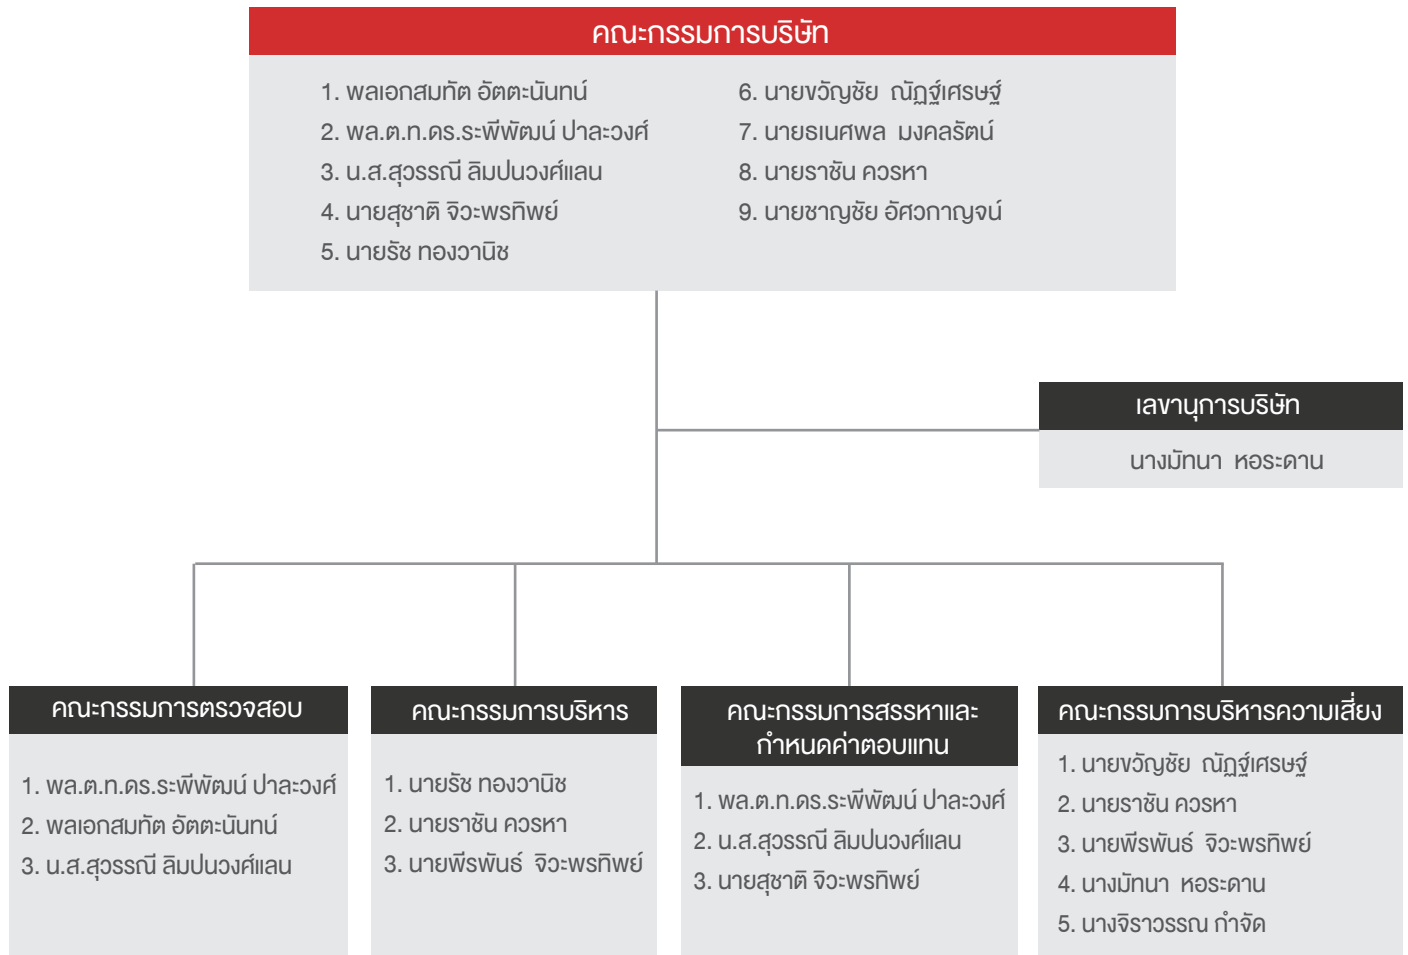 คณะกรรมการบริษัท
1. พลเอกสมทัต อัตตะนันทน์
2. พล.ต.ท.ดร.ระพีพัฒน์ ปาละวงศ์
3. น.ส.สุวรรณี ลิมปนวงศ์แสน
4. นายสุชาติ จิวะพรทิพย์
5. นายรัช ทองวานิช
6. นายขวัญชัย ณัฏฐ์เศรษฐ์
7. นายธเนศพล มงคลรัตน์
8. นายราชัน ควรหา
9. นายชาญชัย อัศวกาญจน์
เลขานุการบริษัท
นางมัทนา หอระดาน
คณะกรรมการตรวจสอบ
1. พล.ต.ท.ดร.ระพีพัฒน์ ปาละวงศ์
2. พลเอกสมทัต อัตตะนันทน์
3. น.ส.สุวรรณี ลิมปนวงศ์แสน
คณะกรรมการบริหาร
1. นายรัช ทองวานิช
2. นายราชัน ควรหา
3. นายพีรพันธ์ จิวะพรทิพย์
คณะกรรมการสรรหาและ
กำหนดค่าตอบแทน
1. พล.ต.ท.ดร.ระพีพัฒน์ ปาละวงศ์
2. น.ส.สุวรรณี ลิมปนวงศ์แสน
3. นายสุชาติ จิวะพรทิพย์
คณะกรรมการบริหารความเสี่ยง
1. นายขวัญชัย ณัฏฐ์เศรษฐ์
2. นายราชัน ควรหา
3. นายพีรพันธ์ จิวะพรทิพย์
4. นางมัทนา หอระดาน
5. นางจิราวรรณ กำจัด